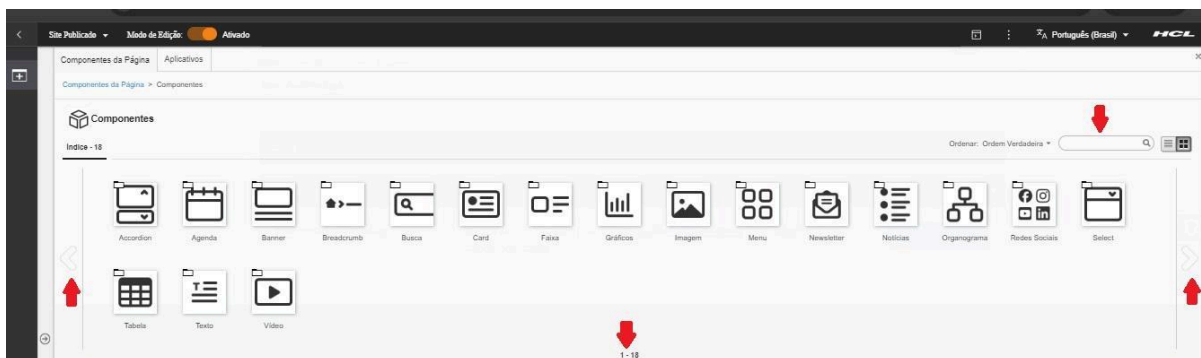 Site Publicado Modo de Edição: Ativado Português (Brasil) HCL
Componentes da Página Aplicativos
Componentes da Página > Componentes
Componentes
Índice - 18 Ordenar: Ordem Verdadeira
Accordion Agenda Banner Breadcrumb Busca Card Faixa Gráficos Imagem Menu Newsletter Notícias Organograma Redes Sociais Select
Tabela Texto Vídeo
1 - 18